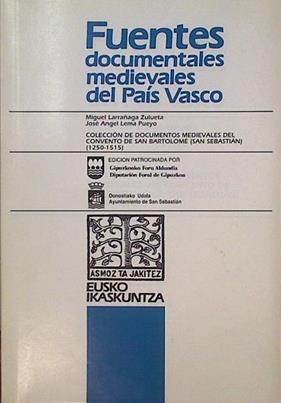 Fuentes
documentales
medievales
del País Vasco
Miguel Larrañaga Zulueta
José Angel Lema Pueyo
COLECCIÓN DE DOCUMENTOS MEDIEVALES DEL
CONVENTO DE SAN BARTOLOME (SAN SEBASTIAN)
(1250-1515)
EDICION PATROCINADA POR
Gipuzkoako Foru Aldundia
Diputación Foral de Gipuzkoa
Donostiako Udala
Ayuntamiento de San Sebastián
ASMOZ TA JAKITEZ
EUSKO
IKASKUNTZA